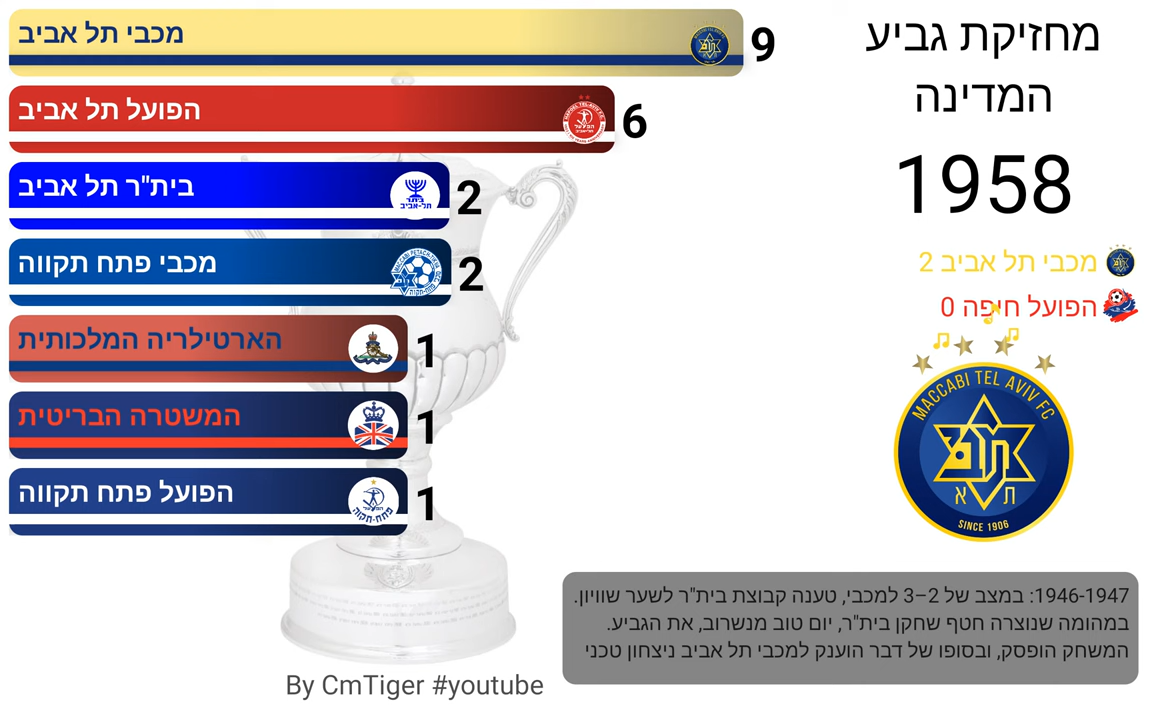 מחזיקת גביע
המדינה
1958
מכבי תל אביב 2
הפועל חיפה 0
MACCABI TEL AVIV FC
א ת
SINCE 1906
מכבי תל אביב
9
הפועל תל אביב
6
בית"ר תל אביב
2
מכבי פתח תקווה
2
הארטילריה המלכותית
1
המשטרה הבריטית
1
הפועל פתח תקווה
1
1946-1947: במצב של 2–3 למכבי, טענה קבוצת בית"ר לשער שוויון.
במהומה שנוצרה חטף שחקן בית"ר, יום טוב מנשרוב, את הגביע.
המשחק הופסק, ובסופו של דבר הוענק למכבי תל אביב ניצחון טכני
By CmTiger #youtube